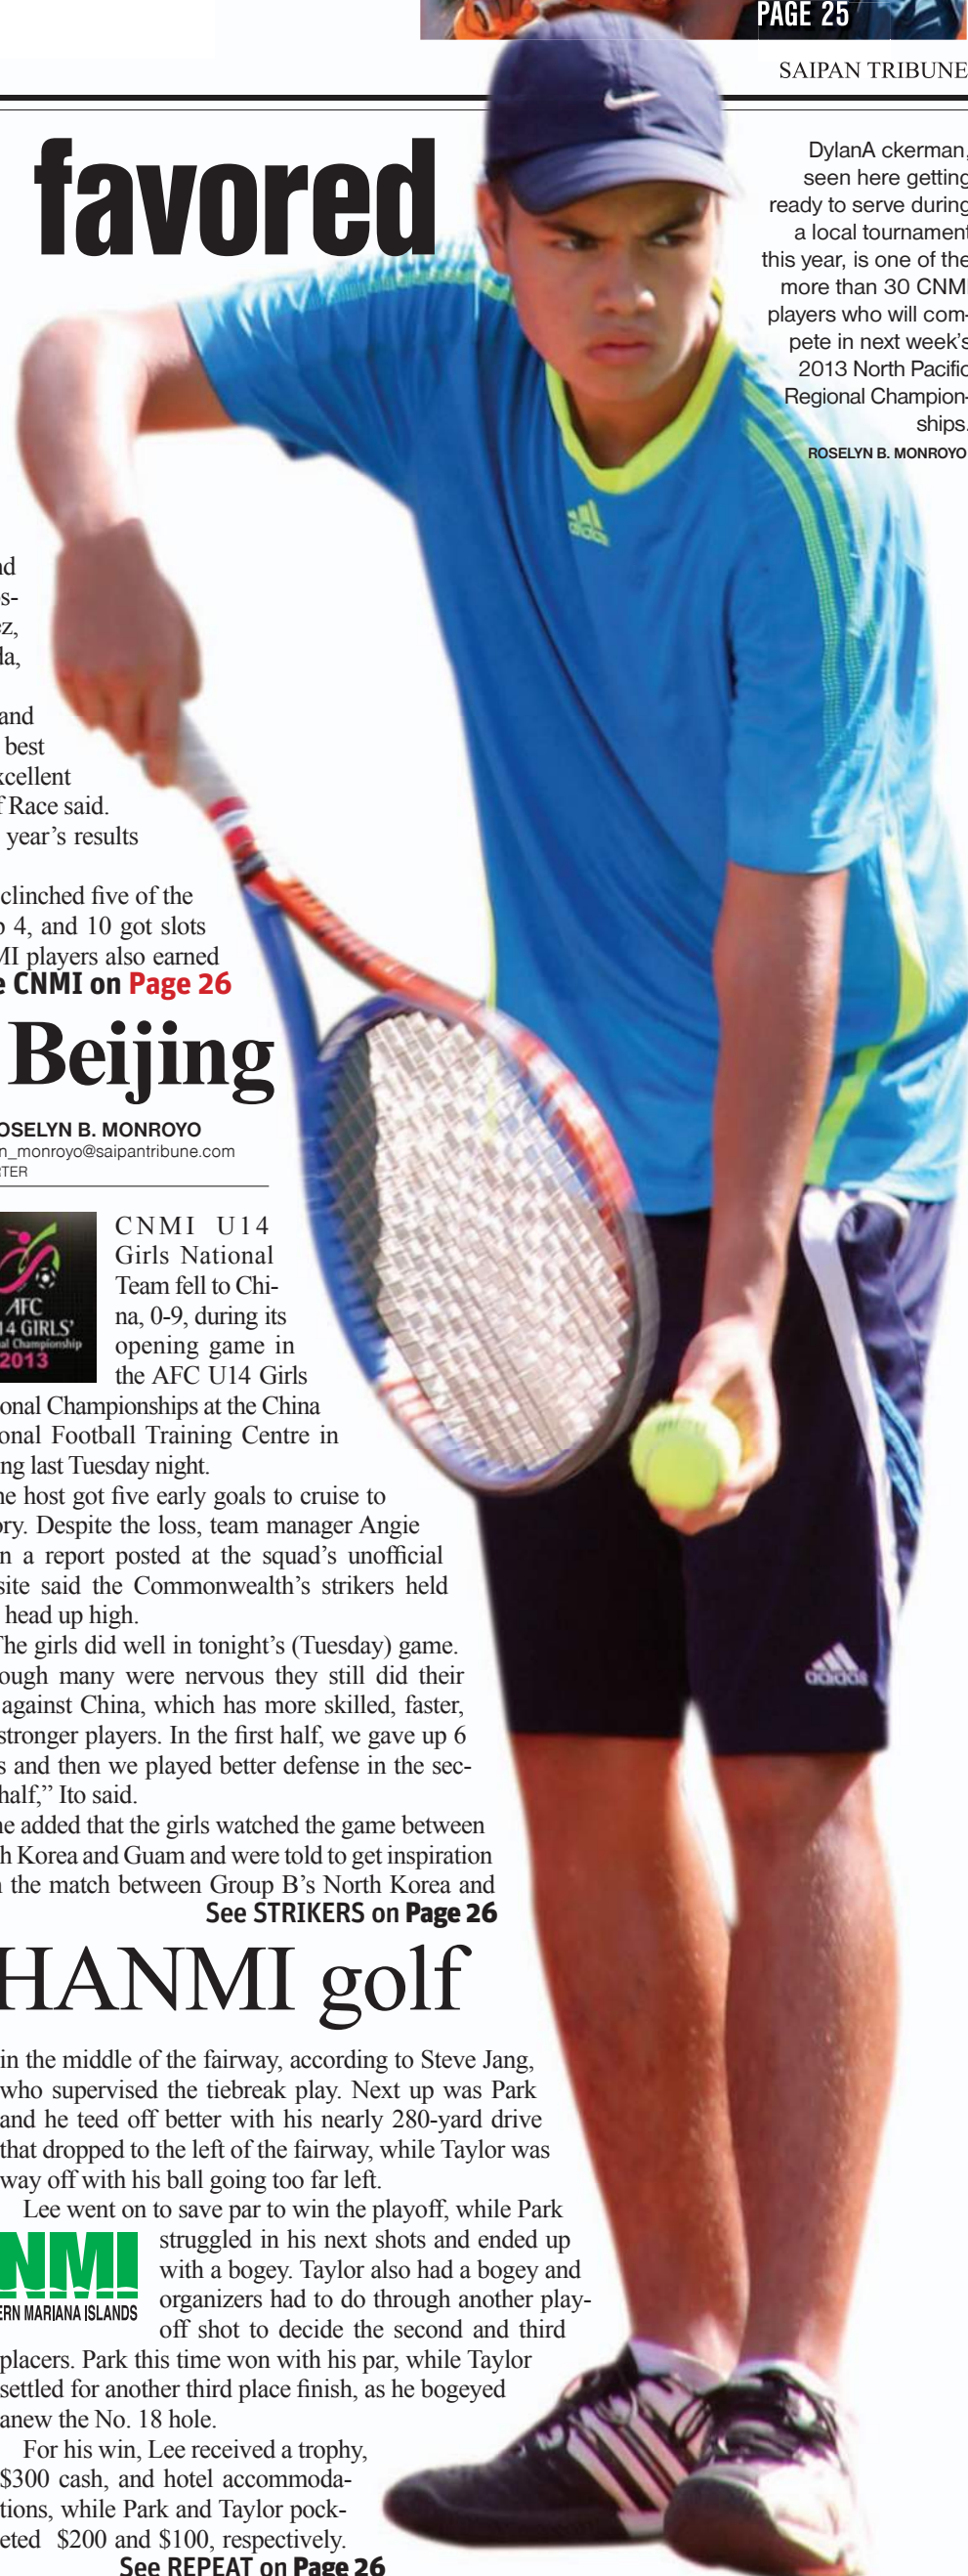 PAGE 25
SAIPAN TRIBUNE
favored
DylanA ckerman,
seen here getting
ready to serve during
a local tournament
this year, is one of the
more than 30 CNMI
players who will com-
pete in next week's
2013 North Pacific
Regional Champion-
ships.
ROSELYN B. MONROYO
adidas
nd
s-
ez,
da,
and
best
xcellent
f Race said.
year's results
clinched five of the
p 4, and 10 got slots
MI players also earned
e CNMI on Page 26
Beijing
OSELYN B. MONROYO
n_monroyo@saipantribune.com
RTER
AFC
14 GIRLS'
al Championship
2013
CNMI U14
Girls National
Team fell to Chi-
na, 0-9, during its
opening game in
the AFC U14 Girls
onal Championships at the China
onal Football Training Centre in
ng last Tuesday night.
he host got five early goals to cruise to
ory. Despite the loss, team manager Angie
n a report posted at the squad's unofficial
site said the Commonwealth's strikers held
head up high.
The girls did well in tonight's (Tuesday) game.
ough many were nervous they still did their
against China, which has more skilled, faster,
stronger players. In the first half, we gave up 6
s and then we played better defense in the sec-
half,” Ito said.
he added that the girls watched the game between
h Korea and Guam and were told to get inspiration
n the match between Group B's North Korea and
See STRIKERS on Page 26
adidas
HANMI golf
in the middle of the fairway, according to Steve Jang,
who supervised the tiebreak play. Next up was Park
and he teed off better with his nearly 280-yard drive
that dropped to the left of the fairway, while Taylor was
way off with his ball going too far left.
Lee went on to save par to win the playoff, while Park
struggled in his next shots and ended up
with a bogey. Taylor also had a bogey and
organizers had to do through another play-
off shot to decide the second and third
NMI
ERN MARIANA ISLANDS
placers. Park this time won with his par, while Taylor
settled for another third place finish, as he bogeyed
anew the No. 18 hole.
For his win, Lee received a trophy,
$300 cash, and hotel accommoda-
tions, while Park and Taylor pock-
eted $200 and $100, respectively.
See REPEAT on Page 26